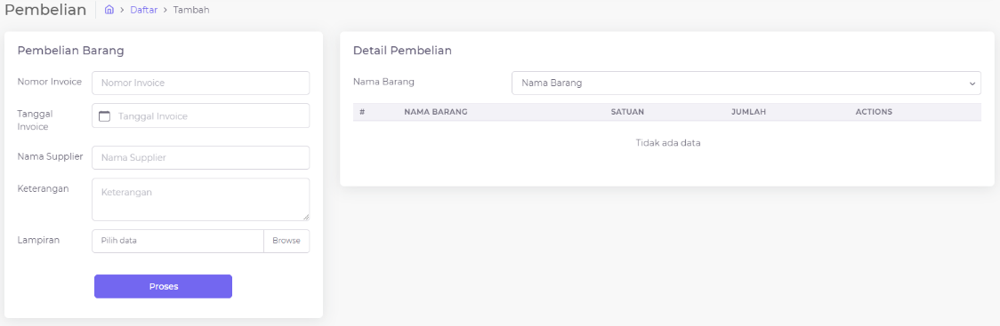 Pembelian
Daftar > Tambah
Pembelian Barang
Nomor Invoice
Nomor Invoice
Tanggal
Invoice
Tanggal Invoice
Nama Supplier
Nama Supplier
Keterangan
Keterangan
Lampiran
Pilih data
Browse
Proses
Detail Pembelian
Nama Barang
Nama Barang
# NAMA BARANG SATUAN JUMLAH ACTIONS
Tidak ada data